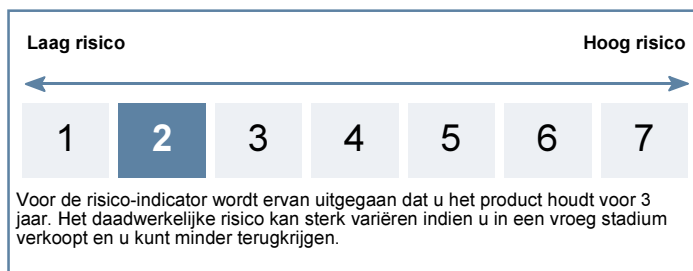 Laag risico Hoog risico
1 2 3 4 5 6 7
Voor de risico-indicator wordt ervan uitgegaan dat u het product houdt voor 3
jaar. Het daadwerkelijke risico kan sterk variëren indien u in een vroeg stadium
verkoopt en u kunt minder terugkrijgen.